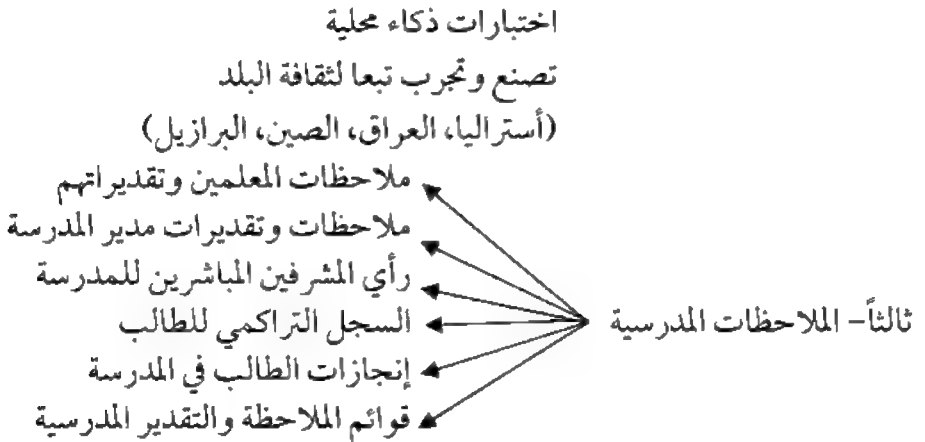 اختبارات ذكاء محلية
تصنع وتجرب تبعا لثقافة البلد
(أستراليا، العراق، الصين، البرازيل)
ثالثاً– الملاحظات المدرسية
ملاحظات المعلمين وتقديراتهم
ملاحظات وتقديرات مدير المدرسة
رأي المشرفين المباشرين للمدرسة
السجل التراكمي للطالب
إنجازات الطالب في المدرسة
قوائم الملاحظة والتقدير المدرسية